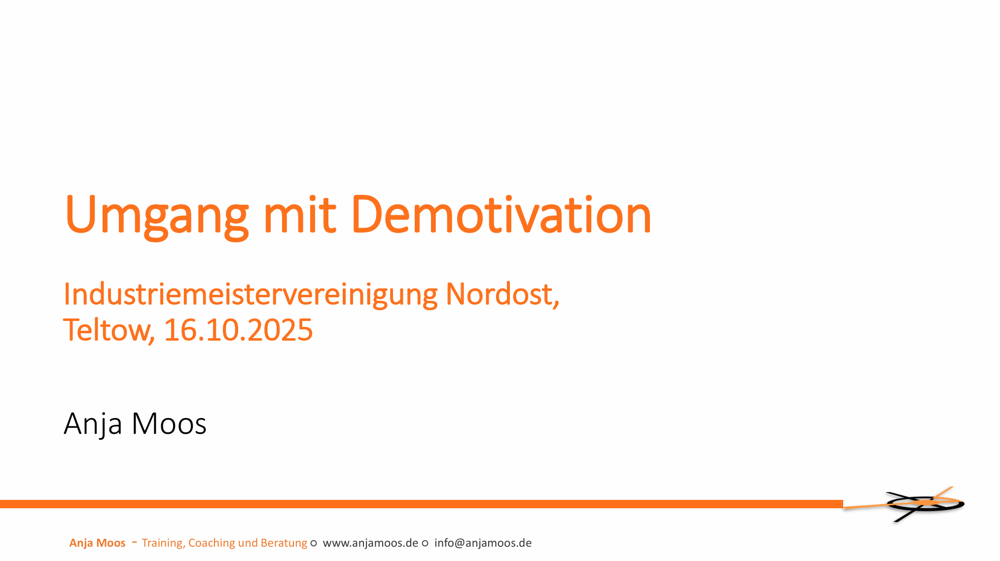 Umgang mit Demotivation
Industriemeistervereinigung Nordost,
Teltow, 16.10.2025
Anja Moos
Anja Moos - Training, Coaching und Beratung ○ www.anjamoos.de ○ info@anjamoos.de